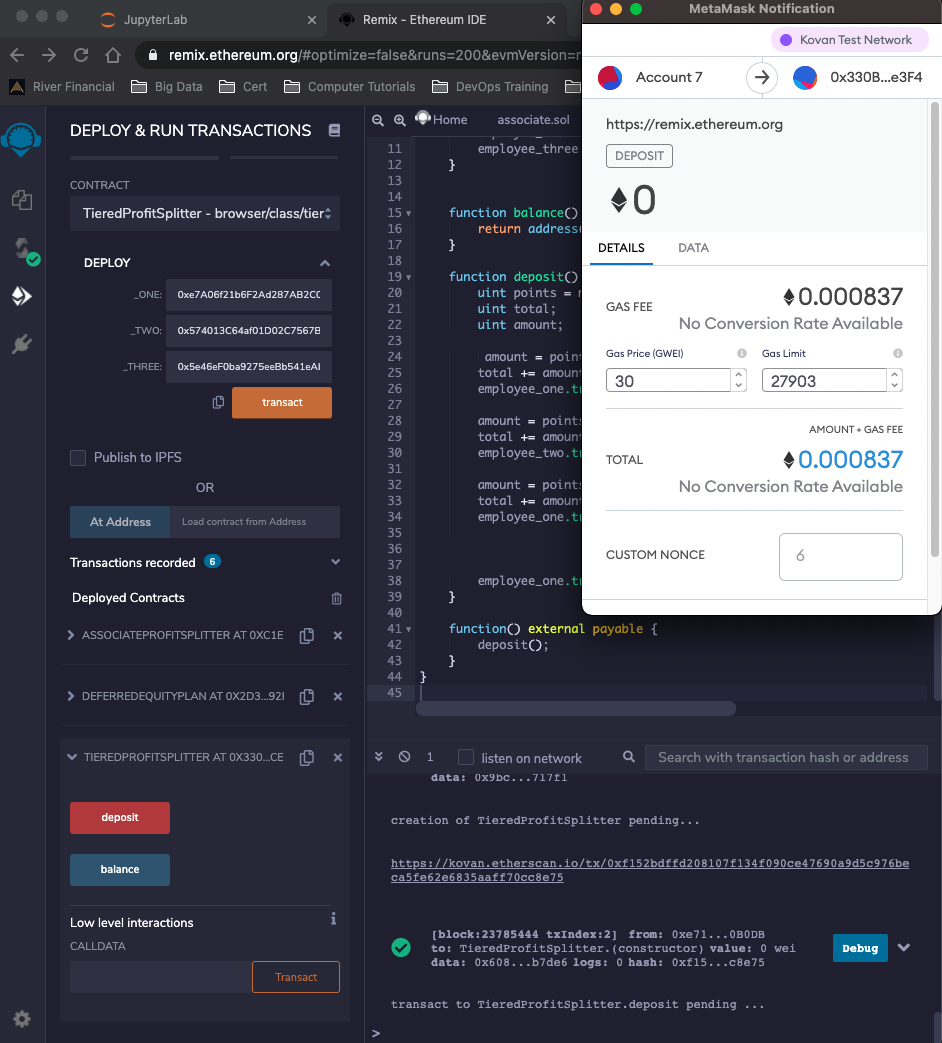 JupyterLab
Remix - Ethereum IDE
remix.ethereum.org/#optimize=false&runs=200&evmVersion=
River Financial
Big Data
Cert
Computer Tutorials
DevOps Training
DEPLOY & RUN TRANSACTIONS
CONTRACT
TieredProfitSplitter - browser/class/tier
DEPLOY
_ONE: 0xe7A06f21b6F2Ad287AB2C0
_TWO: 0x574013C64af01D02C7567B
_THREE: 0x5e46eF0ba9275eeBb541eAl
transact
Publish to IPFS
OR
At Address
Load contract from Address
Transactions recorded 6
Deployed Contracts
ASSOCIATEPROFITSPLITTER AT 0XC1E
DEFERREDEQUITYPLAN AT 0X2D3...92I
TIEREDPROFITSPLITTER AT 0X330...CE
deposit
balance
Low level interactions
CALLDATA
Transact
Home
associate.sol
11 employee_three
12 }
13
14
15 function balance()
16 return address(
17 }
18
19 function deposit()
20 uint points =
21 uint total;
22 uint amount;
23
24 amount = point
25 total += amount
26 employee_one.t
27
28 amount = points
29 total += amount
30 employee_two.t
31
32 amount = points
33 total += amount
34 employee_one.t
35
36
37
38 employee_one.t
39 }
40
41 function() external payable {
42 deposit();
43 }
44 }
45
1
listen on network
Search with transaction hash or address
data: 0x9bc...717f1
creation of TieredProfitSplitter pending...
https://kovan.etherscan.io/tx/0xf152bdffd208107f134f090ce47690a9d5c976be
ca5fe62e6835aaff70cc8e75
[block:23785444 txIndex:2] from: 0xe71...0B0DB
to: TieredProfitSplitter.(constructor) value: 0 wei
data: 0x608...b7de6 logs: 0 hash: 0xf15...c8e75
Debug
transact to TieredProfitSplitter.deposit pending ...
>
MetaMask Notification
Kovan Test Network
Account 7
0x330B...e3F4
https://remix.ethereum.org
DEPOSIT
0
DETAILS
DATA
GAS FEE
0.000837
No Conversion Rate Available
Gas Price (GWEI)
Gas Limit
30
27903
AMOUNT + GAS FEE
TOTAL
0.000837
No Conversion Rate Available
CUSTOM NONCE
6